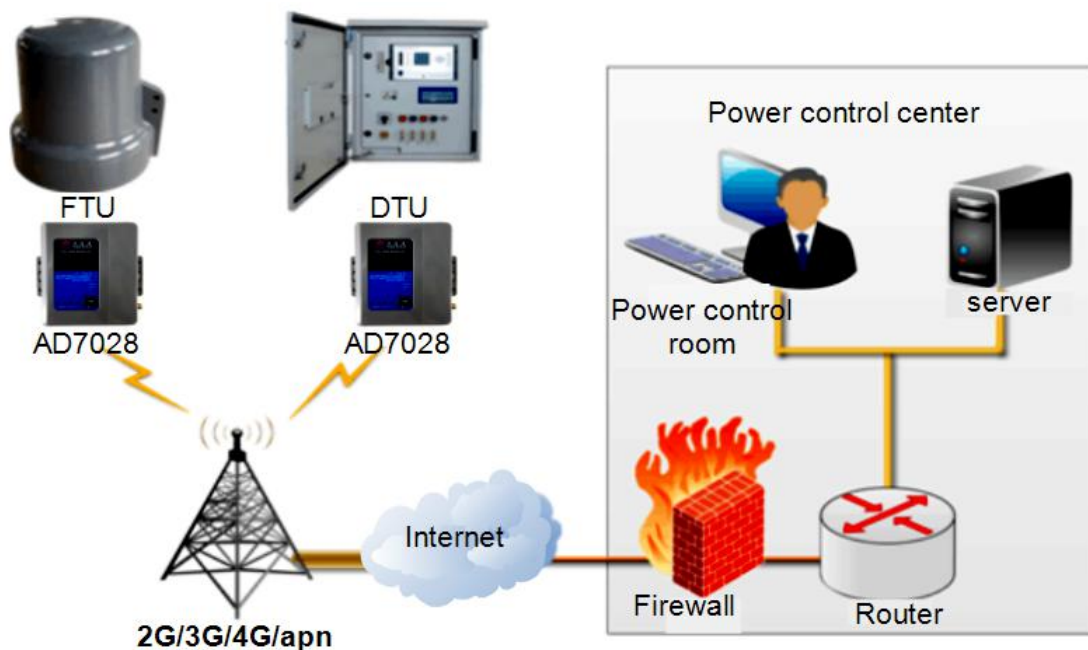 Power control center
FTU
DTU
AD7028
AD7028
Power control
room
server
Internet
Firewall
Router
2G/3G/4G/apn